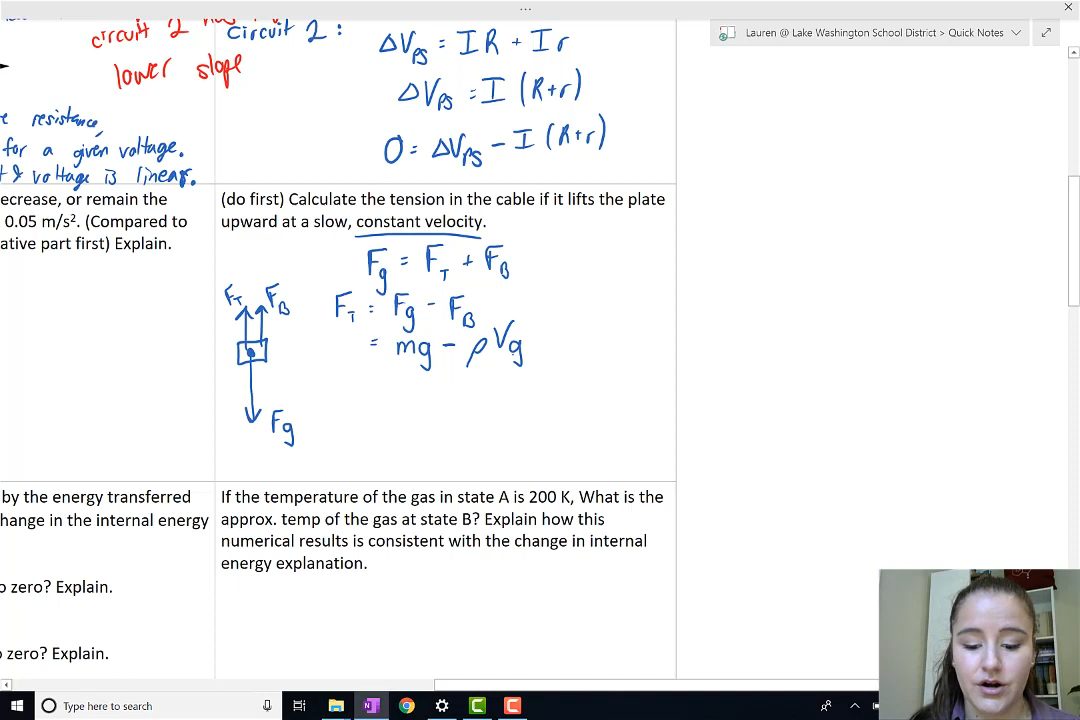 Lauren @ Lake Washington School District > Quick Notes
circuit 2 has
lower slope
Circuit 2 :
ΔV_PS = IR + Ir
ΔV_PS = I (R+r)
0 = ΔV_PS - I (R+r)
resistance,
for a given voltage.
& voltage is linear.
ecrease, or remain the
0.05 m/s². (Compared to
ative part first) Explain.
(do first) Calculate the tension in the cable if it lifts the plate
upward at a slow, constant velocity.
F_g = F_T + F_B
F_T = F_g - F_B
= mg - ρVg
F_T F_B
F_g
by the energy transferred
hange in the internal energy
o zero? Explain.
o zero? Explain.
If the temperature of the gas in state A is 200 K, What is the
approx. temp of the gas at state B? Explain how this
numerical results is consistent with the change in internal
energy explanation.
Type here to search